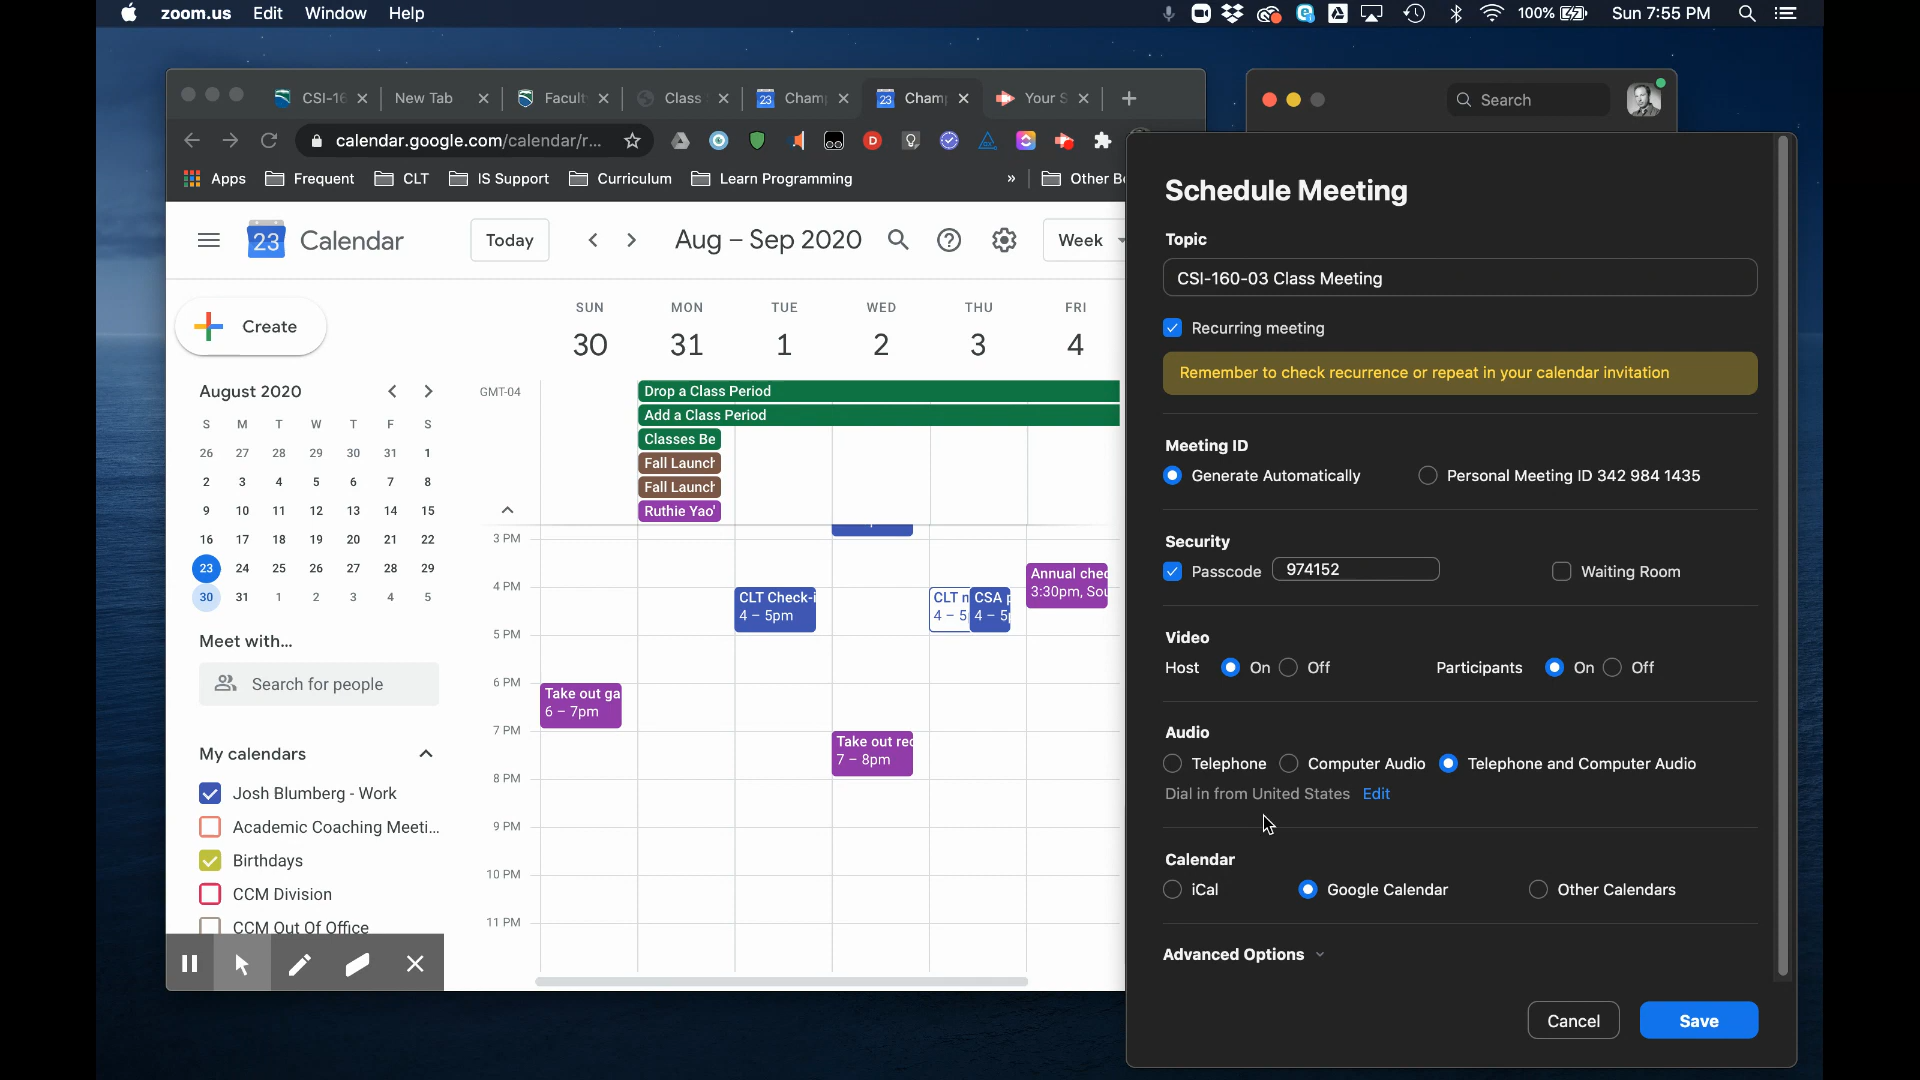 zoom.us Edit Window Help
100% Sun 7:55 PM
CSI-16 New Tab Facult Class Cham Cham Your S
calendar.google.com/calendar/r...
Apps Frequent CLT IS Support Curriculum Learn Programming » Other B
23 Calendar Today Aug – Sep 2020 Week
Create
SUN MON TUE WED THU FRI
30 31 1 2 3 4
August 2020
S M T W T F S
26 27 28 29 30 31 1
2 3 4 5 6 7 8
9 10 11 12 13 14 15
16 17 18 19 20 21 22
23 24 25 26 27 28 29
30 31 1 2 3 4 5
Meet with...
Search for people
My calendars
Josh Blumberg - Work
Academic Coaching Meeti...
Birthdays
CCM Division
CCM Out Of Office
GMT-04
Drop a Class Period
Add a Class Period
Classes Be
Fall Launch
Fall Launch
Ruthie Yao'
3 PM
4 PM
5 PM
6 PM
7 PM
8 PM
9 PM
10 PM
11 PM
CLT Check-i
4 – 5pm
CLT n
4 – 5
CSA p
4 – 5p
Annual chec
3:30pm, Sou
Take out ga
6 – 7pm
Take out rec
7 – 8pm
Search
Schedule Meeting
Topic
CSI-160-03 Class Meeting
Recurring meeting
Remember to check recurrence or repeat in your calendar invitation
Meeting ID
Generate Automatically Personal Meeting ID 342 984 1435
Security
Passcode 974152 Waiting Room
Video
Host On Off Participants On Off
Audio
Telephone Computer Audio Telephone and Computer Audio
Dial in from United States Edit
Calendar
iCal Google Calendar Other Calendars
Advanced Options
Cancel Save